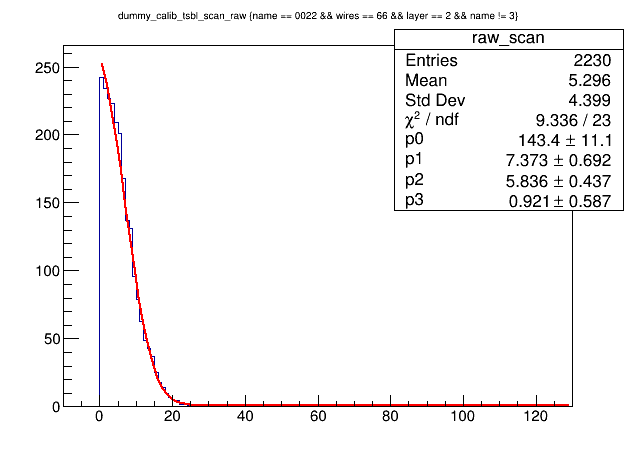 dummy_calib_tsbl_scan_raw {name == 0022 && wires == 66 && layer == 2 && name != 3}
raw_scan
Entries 2230
Mean 5.296
Std Dev 4.399
χ² / ndf 9.336 / 23
p0 143.4 ± 11.1
p1 7.373 ± 0.692
p2 5.836 ± 0.437
p3 0.921 ± 0.587
250
200
150
100
50
0
0 20 40 60 80 100 120